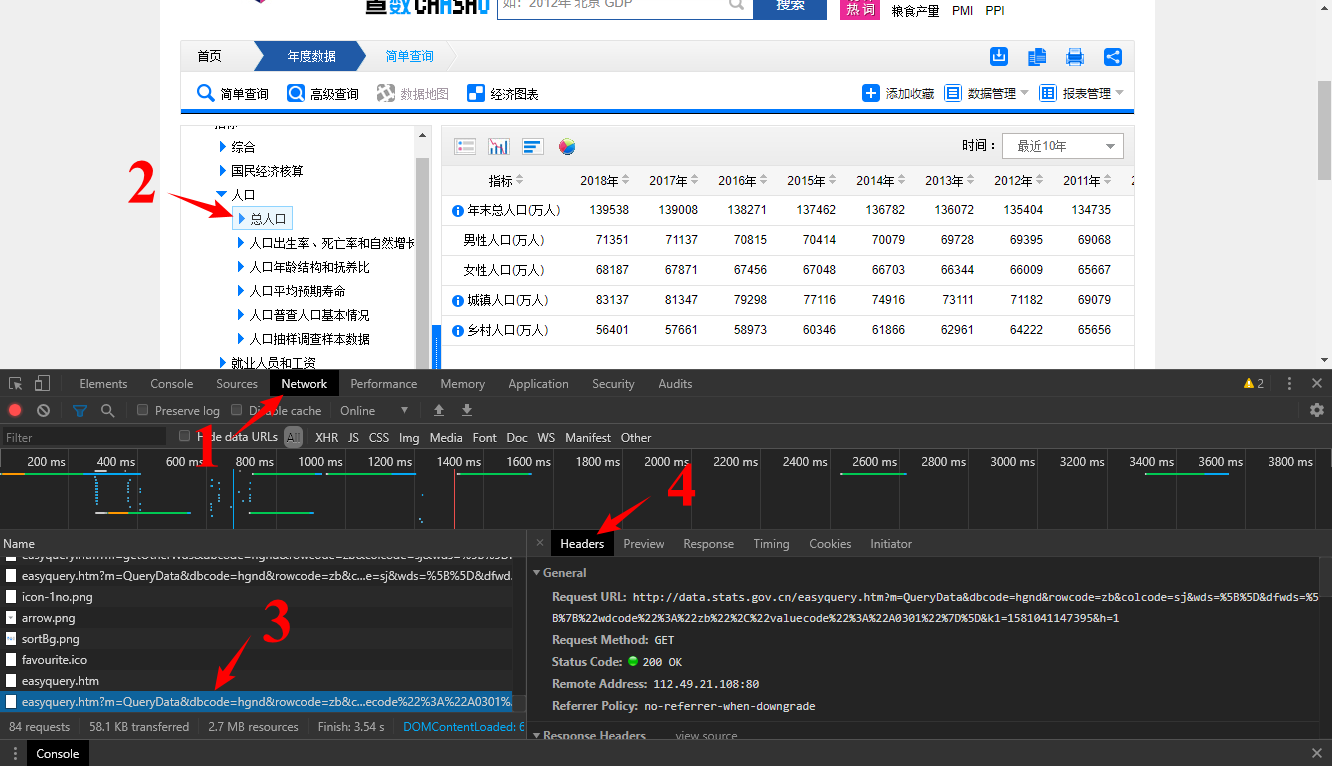 查数 CHASHU
如：2012年 北京 GDP
搜索
热词
粮食产量 PMI PPI
首页 年度数据 简单查询
简单查询 高级查询 数据地图 经济图表
添加收藏 数据管理 报表管理
指标
综合
国民经济核算
人口
总人口
人口出生率、死亡率和自然增长
人口年龄结构和抚养比
人口平均预期寿命
人口普查人口基本情况
人口抽样调查样本数据
就业人员和工资
2
时间： 最近10年
指标 2018年 2017年 2016年 2015年 2014年 2013年 2012年 2011年
年末总人口(万人) 139538 139008 138271 137462 136782 136072 135404 134735
男性人口(万人) 71351 71137 70815 70414 70079 69728 69395 69068
女性人口(万人) 68187 67871 67456 67048 66703 66344 66009 65667
城镇人口(万人) 83137 81347 79298 77116 74916 73111 71182 69079
乡村人口(万人) 56401 57661 58973 60346 61866 62961 64222 65656
Elements Console Sources Network Performance Memory Application Security Audits 2
Preserve log Disable cache Online
1
Filter Hide data URLs All XHR JS CSS Img Media Font Doc WS Manifest Other
200 ms 400 ms 600 ms 800 ms 1000 ms 1200 ms 1400 ms 1600 ms 1800 ms 2000 ms 2200 ms 2400 ms 2600 ms 2800 ms 3000 ms 3200 ms 3400 ms 3600 ms 3800 ms
4
Name
easyquery.htm?m=getOtherWds&dbcode=hgnd&rowcode=zb&colcode=sj&wds=%5B%5D...
easyquery.htm?m=QueryData&dbcode=hgnd&rowcode=zb&c...e=sj&wds=%5B%5D&dfwd...
icon-1no.png
arrow.png
sortBg.png
favourite.ico
easyquery.htm
easyquery.htm?m=QueryData&dbcode=hgnd&rowcode=zb&c...ecode%22%3A%22A0301%...
3
84 requests 58.1 KB transferred 2.7 MB resources Finish: 3.54 s DOMContentLoaded: 6
× Headers Preview Response Timing Cookies Initiator
General
Request URL: http://data.stats.gov.cn/easyquery.htm?m=QueryData&dbcode=hgnd&rowcode=zb&colcode=sj&wds=%5B%5D&dfwds=%5
B%7B%22wdcode%22%3A%22zb%22%2C%22valuecode%22%3A%22A0301%22%7D%5D&k1=1581041147395&h=1
Request Method: GET
Status Code: 200 OK
Remote Address: 112.49.21.108:80
Referrer Policy: no-referrer-when-downgrade
Response Headers view source
Console